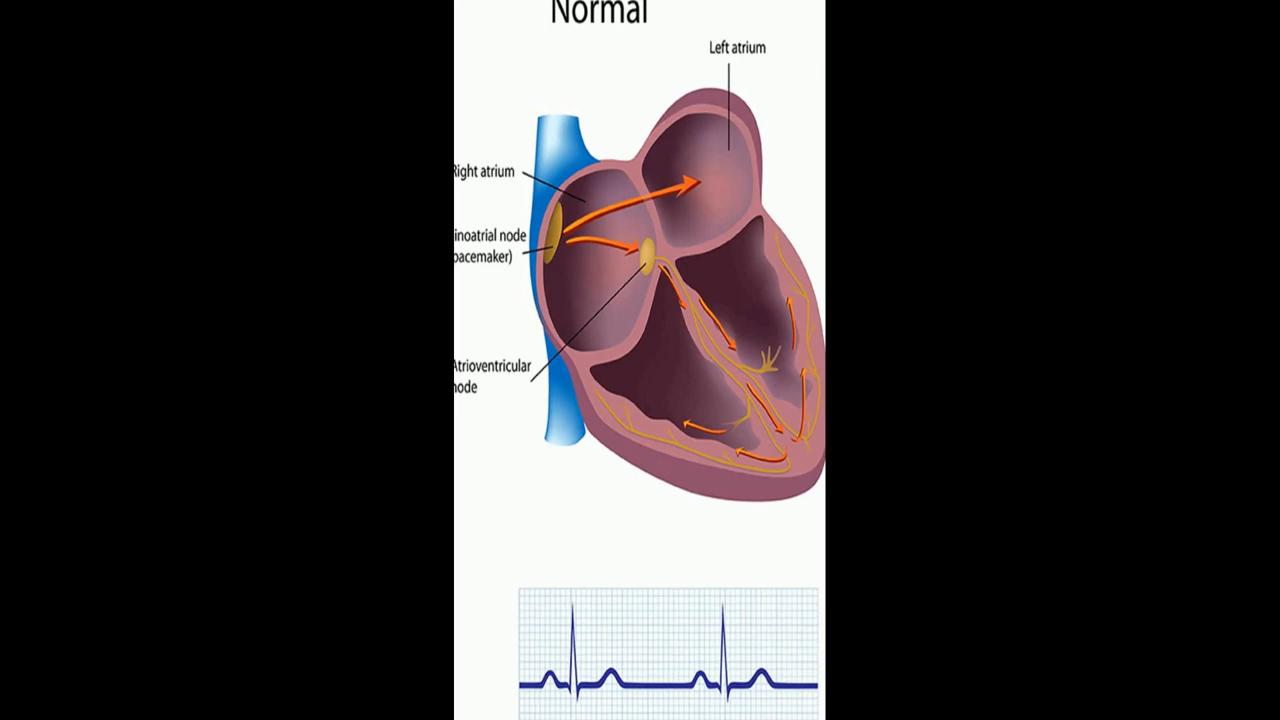 Normal
Left atrium
Right atrium
inoatrial node
pacemaker)
Atrioventricular
node